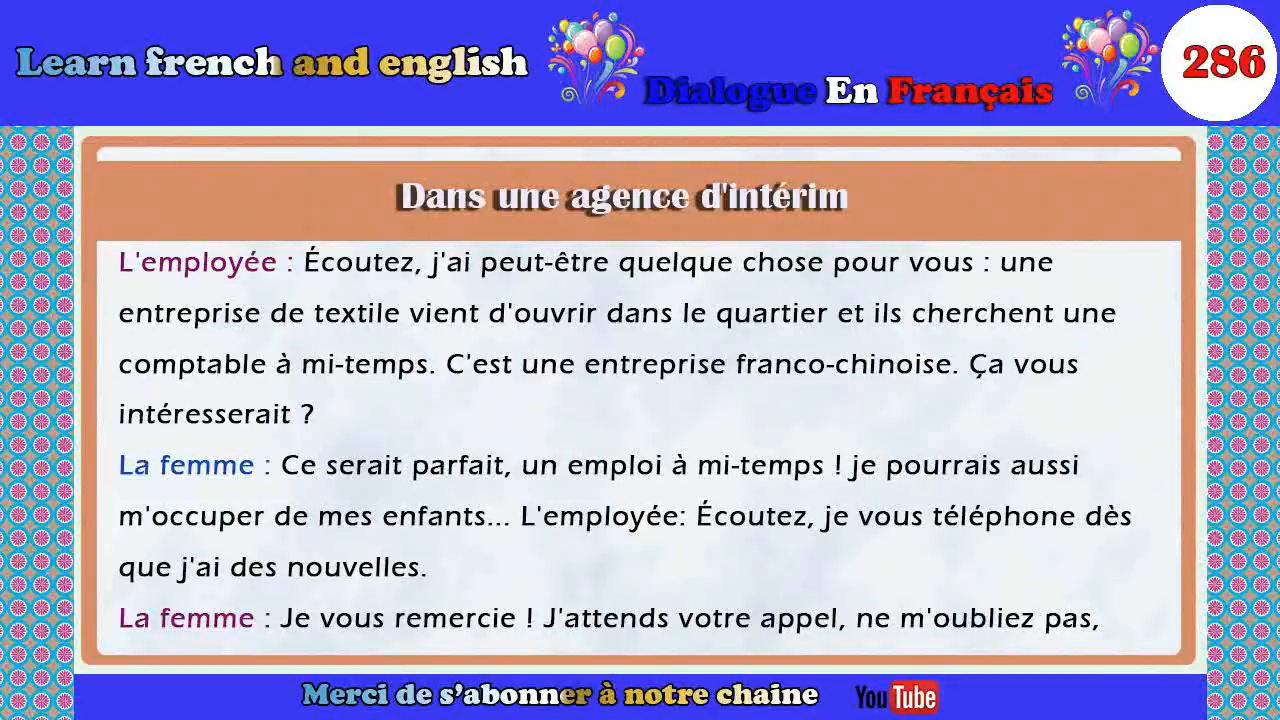 Learn french and english
Dialogue En Français
286
Dans une agence d'intérim
L'employée : Écoutez, j'ai peut-être quelque chose pour vous : une
entreprise de textile vient d'ouvrir dans le quartier et ils cherchent une
comptable à mi-temps. C'est une entreprise franco-chinoise. Ça vous
intéresserait ?
La femme : Ce serait parfait, un emploi à mi-temps ! je pourrais aussi
m'occuper de mes enfants... L'employée: Écoutez, je vous téléphone dès
que j'ai des nouvelles.
La femme : Je vous remercie ! J'attends votre appel, ne m'oubliez pas,
Merci de s’abonner à notre chaine
YouTube